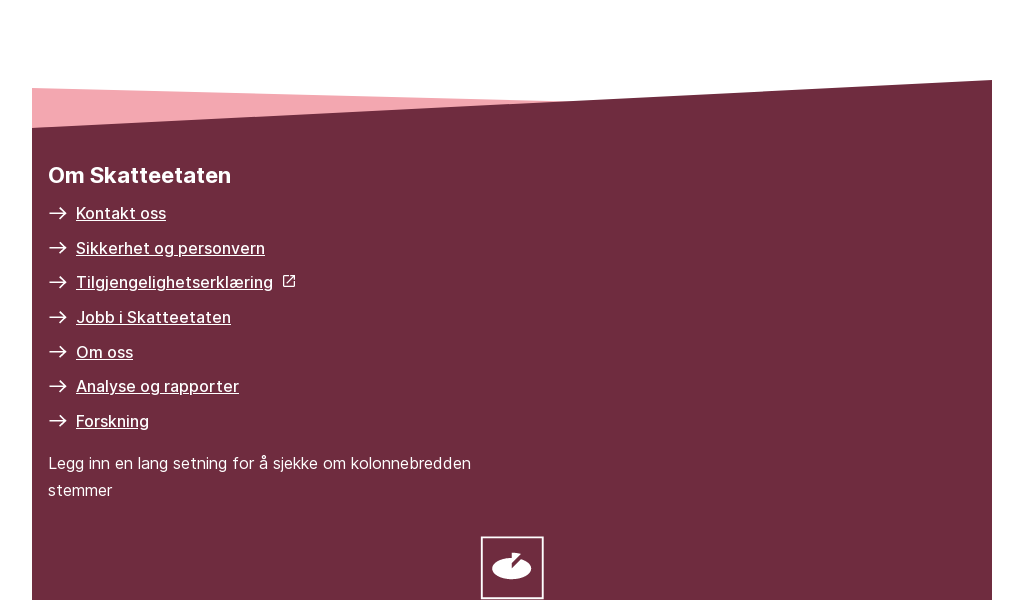 Om Skatteetaten
Kontakt oss
Sikkerhet og personvern
Tilgjengelighetserklæring
Jobb i Skatteetaten
Om oss
Analyse og rapporter
Forskning
Legg inn en lang setning for å sjekke om kolonnebredden
stemmer